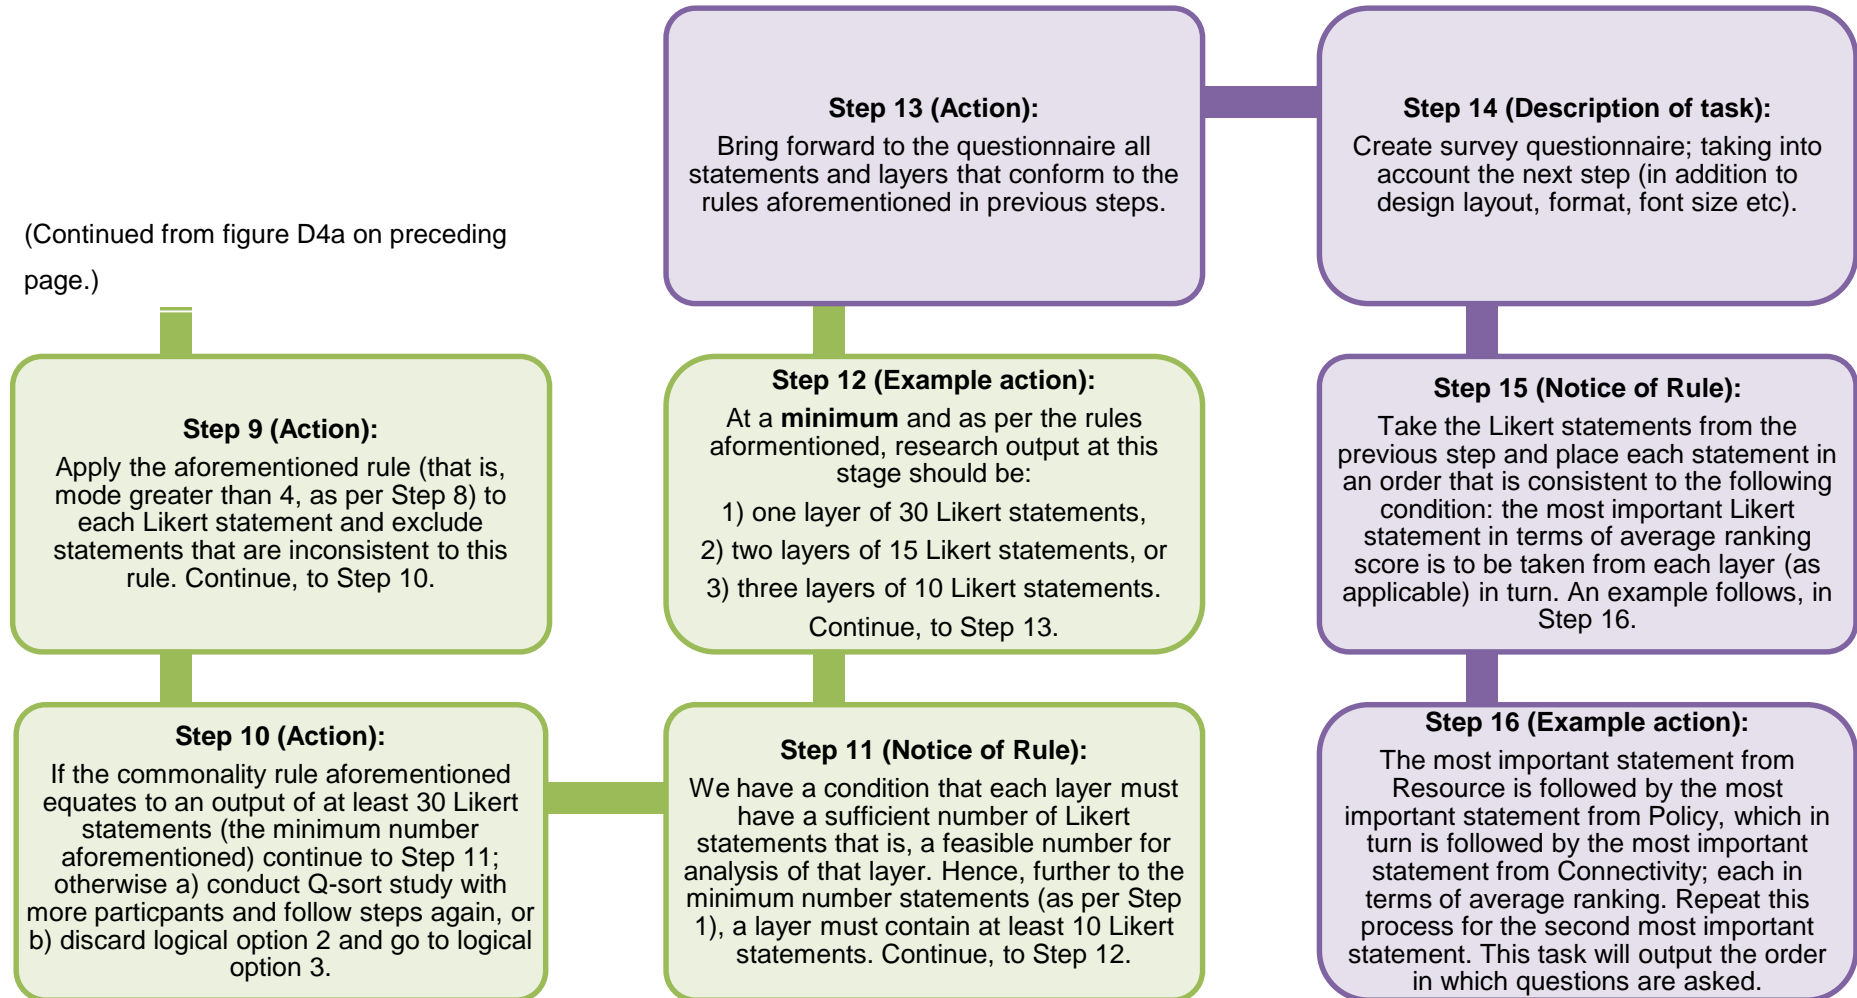 (Continued from figure D4a on preceding
page.)
Step 9 (Action):
Apply the aforementioned rule (that is,
mode greater than 4, as per Step 8) to
each Likert statement and exclude
statements that are inconsistent to this
rule. Continue, to Step 10.
Step 10 (Action):
If the commonality rule aforementioned
equates to an output of at least 30 Likert
statements (the minimum number
aforementioned) continue to Step 11;
otherwise a) conduct Q-sort study with
more particpants and follow steps again, or
b) discard logical option 2 and go to logical
option 3.
Step 11 (Notice of Rule):
We have a condition that each layer must
have a sufficient number of Likert
statements that is, a feasible number for
analysis of that layer. Hence, further to the
minimum number statements (as per Step
1), a layer must contain at least 10 Likert
statements. Continue, to Step 12.
Step 12 (Example action):
At a minimum and as per the rules
aformentioned, research output at this
stage should be:
1) one layer of 30 Likert statements,
2) two layers of 15 Likert statements, or
3) three layers of 10 Likert statements.
Continue, to Step 13.
Step 13 (Action):
Bring forward to the questionnaire all
statements and layers that conform to the
rules aforementioned in previous steps.
Step 14 (Description of task):
Create survey questionnaire; taking into
account the next step (in addition to
design layout, format, font size etc).
Step 15 (Notice of Rule):
Take the Likert statements from the
previous step and place each statement in
an order that is consistent to the following
condition: the most important Likert
statement in terms of average ranking
score is to be taken from each layer (as
applicable) in turn. An example follows, in
Step 16.
Step 16 (Example action):
The most important statement from
Resource is followed by the most
important statement from Policy, which in
turn is followed by the most important
statement from Connectivity; each in
terms of average ranking. Repeat this
process for the second most important
statement. This task will output the order
in which questions are asked.